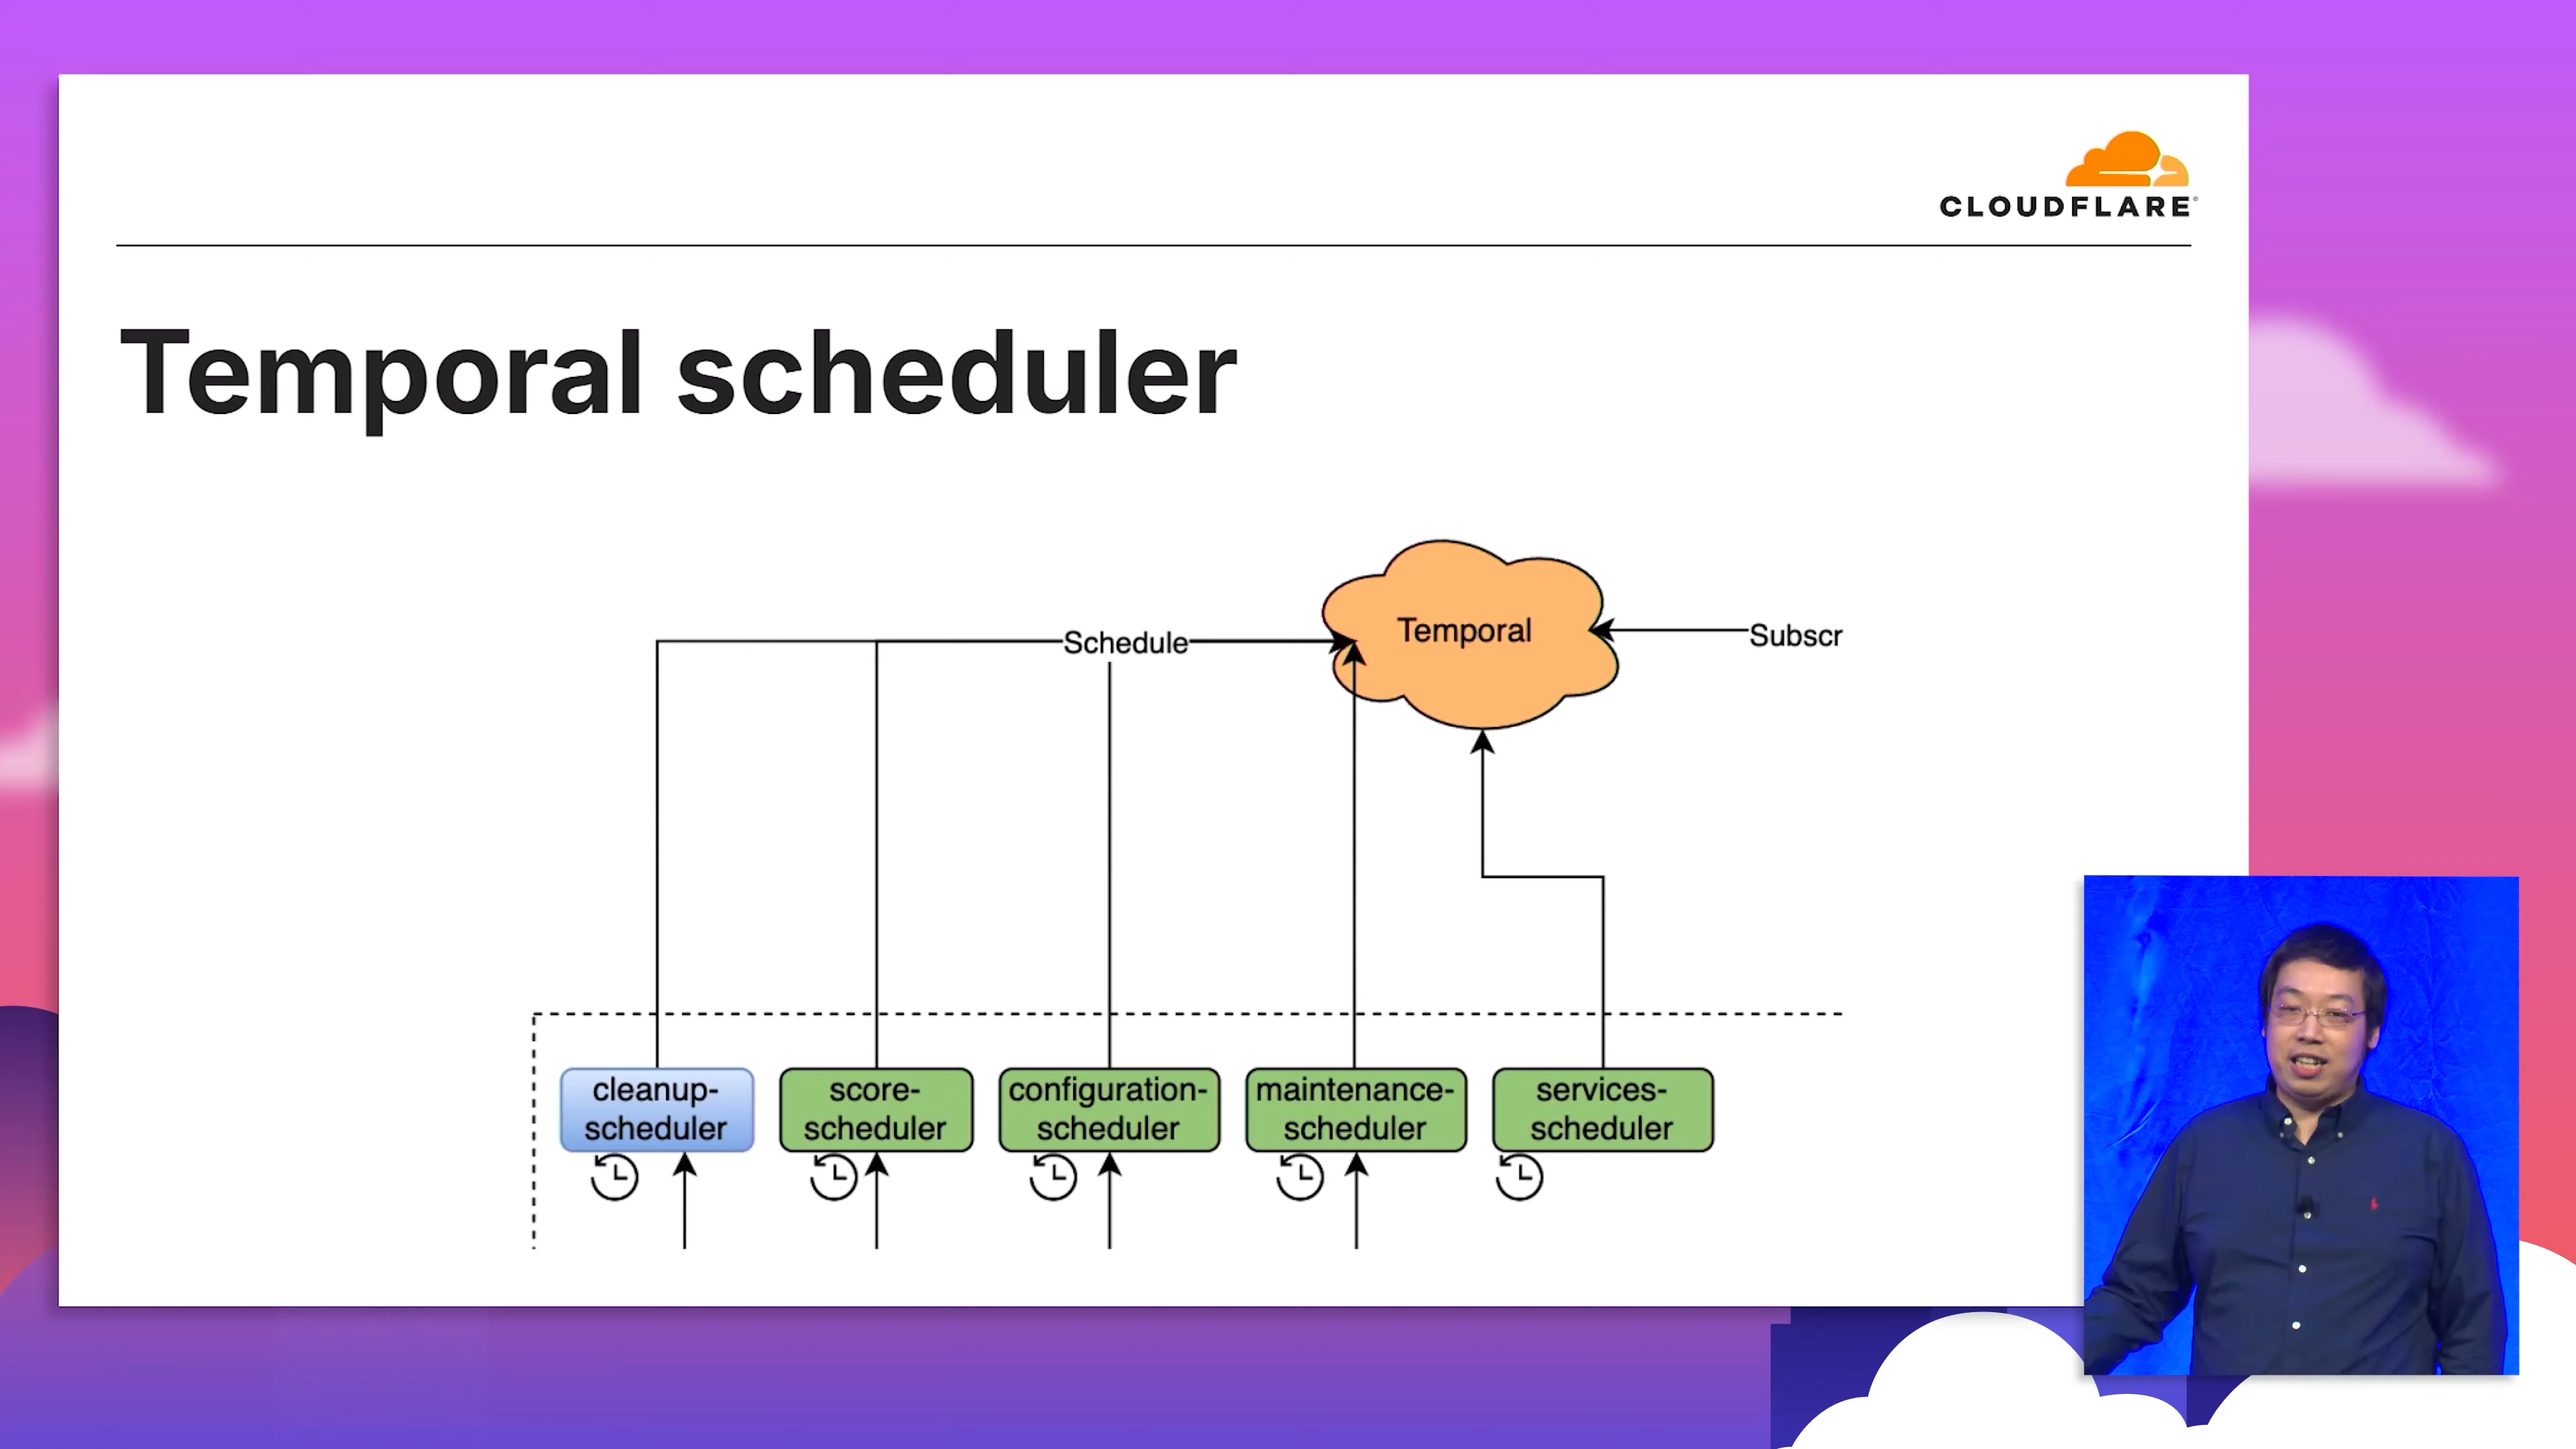 CLOUDFLARE
Temporal scheduler
Temporal
Schedule
Subscr
cleanup-
scheduler
score-
scheduler
configuration-
scheduler
maintenance-
scheduler
services-
scheduler